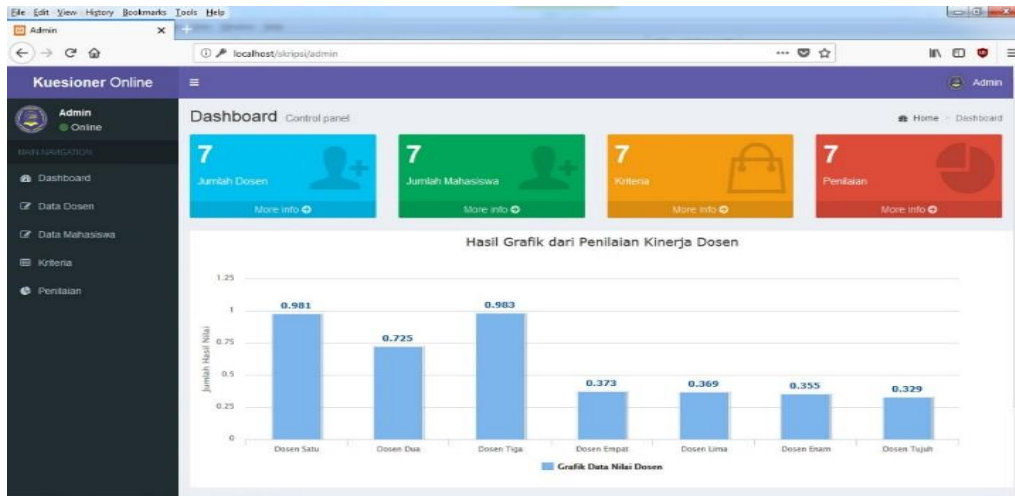 File Edit View History Bookmarks Tools Help
Admin
localhost/skripsi/admin
Kuesioner Online
Admin
Admin
Online
MAIN NAVIGATION
Dashboard
Data Dosen
Data Mahasiswa
Kriteria
Penilaian
Dashboard Control panel
Home Dashboard
7
Jumlah Dosen
More info
7
Jumlah Mahasiswa
More info
7
Kriteria
More info
7
Penilaian
More info
Hasil Grafik dari Penilaian Kinerja Dosen
Jumlah Hasil Nilai
1.25
1
0.75
0.5
0.25
0
0.981
0.725
0.983
0.373
0.369
0.355
0.329
Dosen Satu
Dosen Dua
Dosen Tiga
Dosen Empat
Dosen Lima
Dosen Enam
Dosen Tujuh
Grafik Data Nilai Dosen